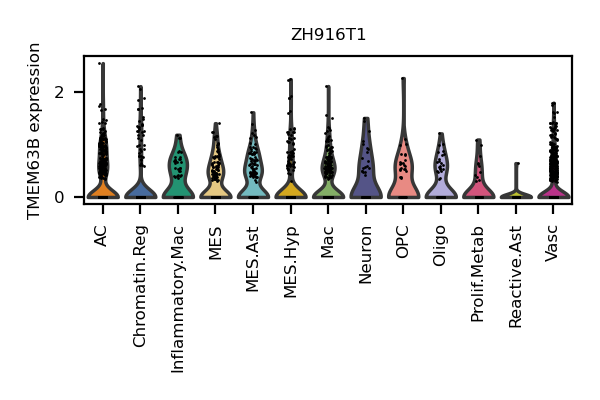 ZH916T1
TMEM63B expression
2
0
AC
Chromatin.Reg
Inflammatory.Mac
MES
MES.Ast
MES.Hyp
Mac
Neuron
OPC
Oligo
Prolif.Metab
Reactive.Ast
Vasc